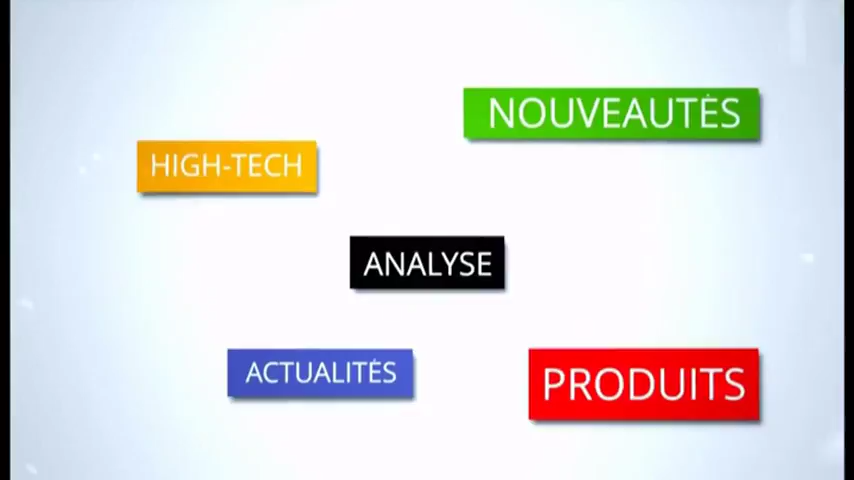 NOUVEAUTÉS
HIGH-TECH
ANALYSE
ACTUALITÉS
PRODUITS